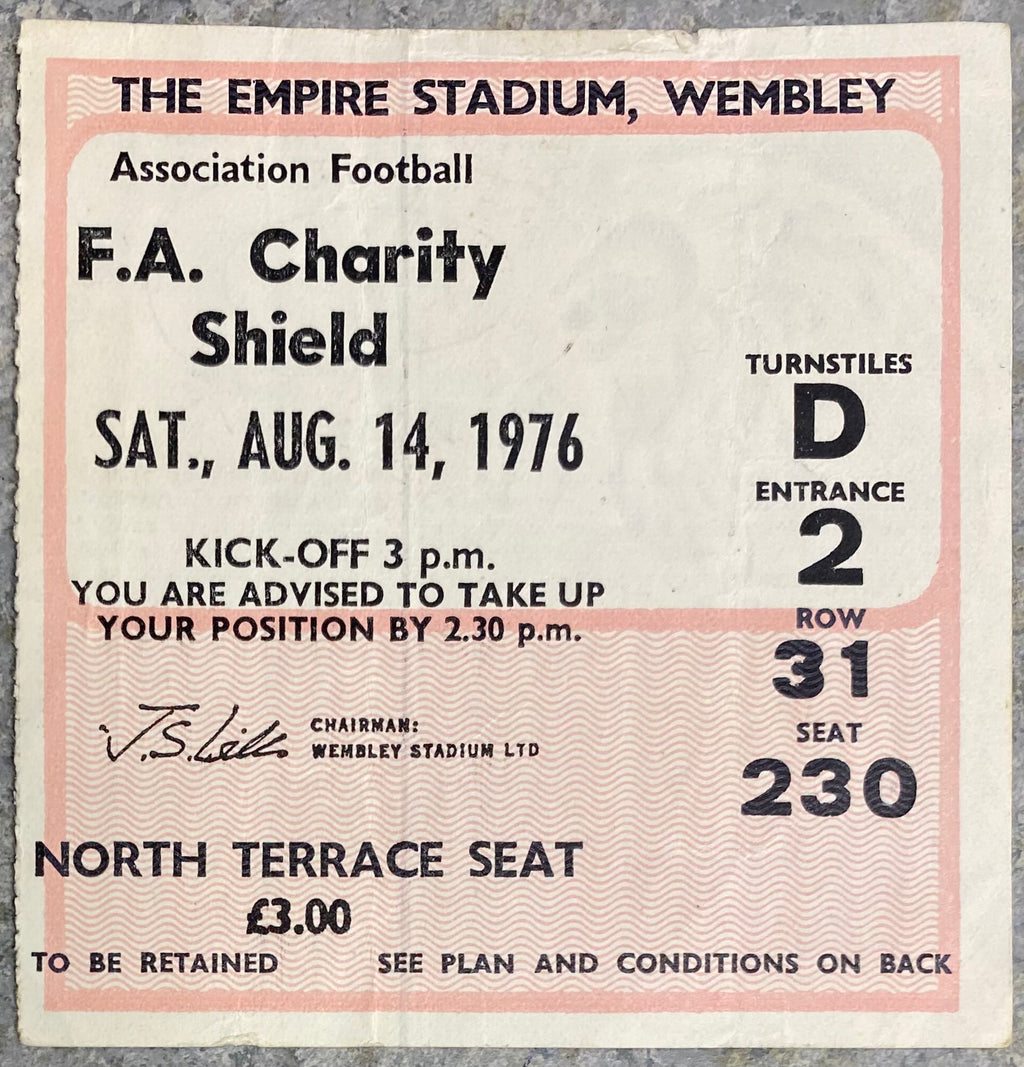 THE EMPIRE STADIUM, WEMBLEY
Association Football
F.A. Charity
Shield
SAT., AUG. 14, 1976
KICK-OFF 3 p.m.
YOU ARE ADVISED TO TAKE UP
YOUR POSITION BY 2.30 p.m.
TURNSTILES
D
ENTRANCE
2
ROW
31
SEAT
230
J.S. Lill
CHAIRMAN:
WEMBLEY STADIUM LTD
NORTH TERRACE SEAT
£3.00
TO BE RETAINED SEE PLAN AND CONDITIONS ON BACK